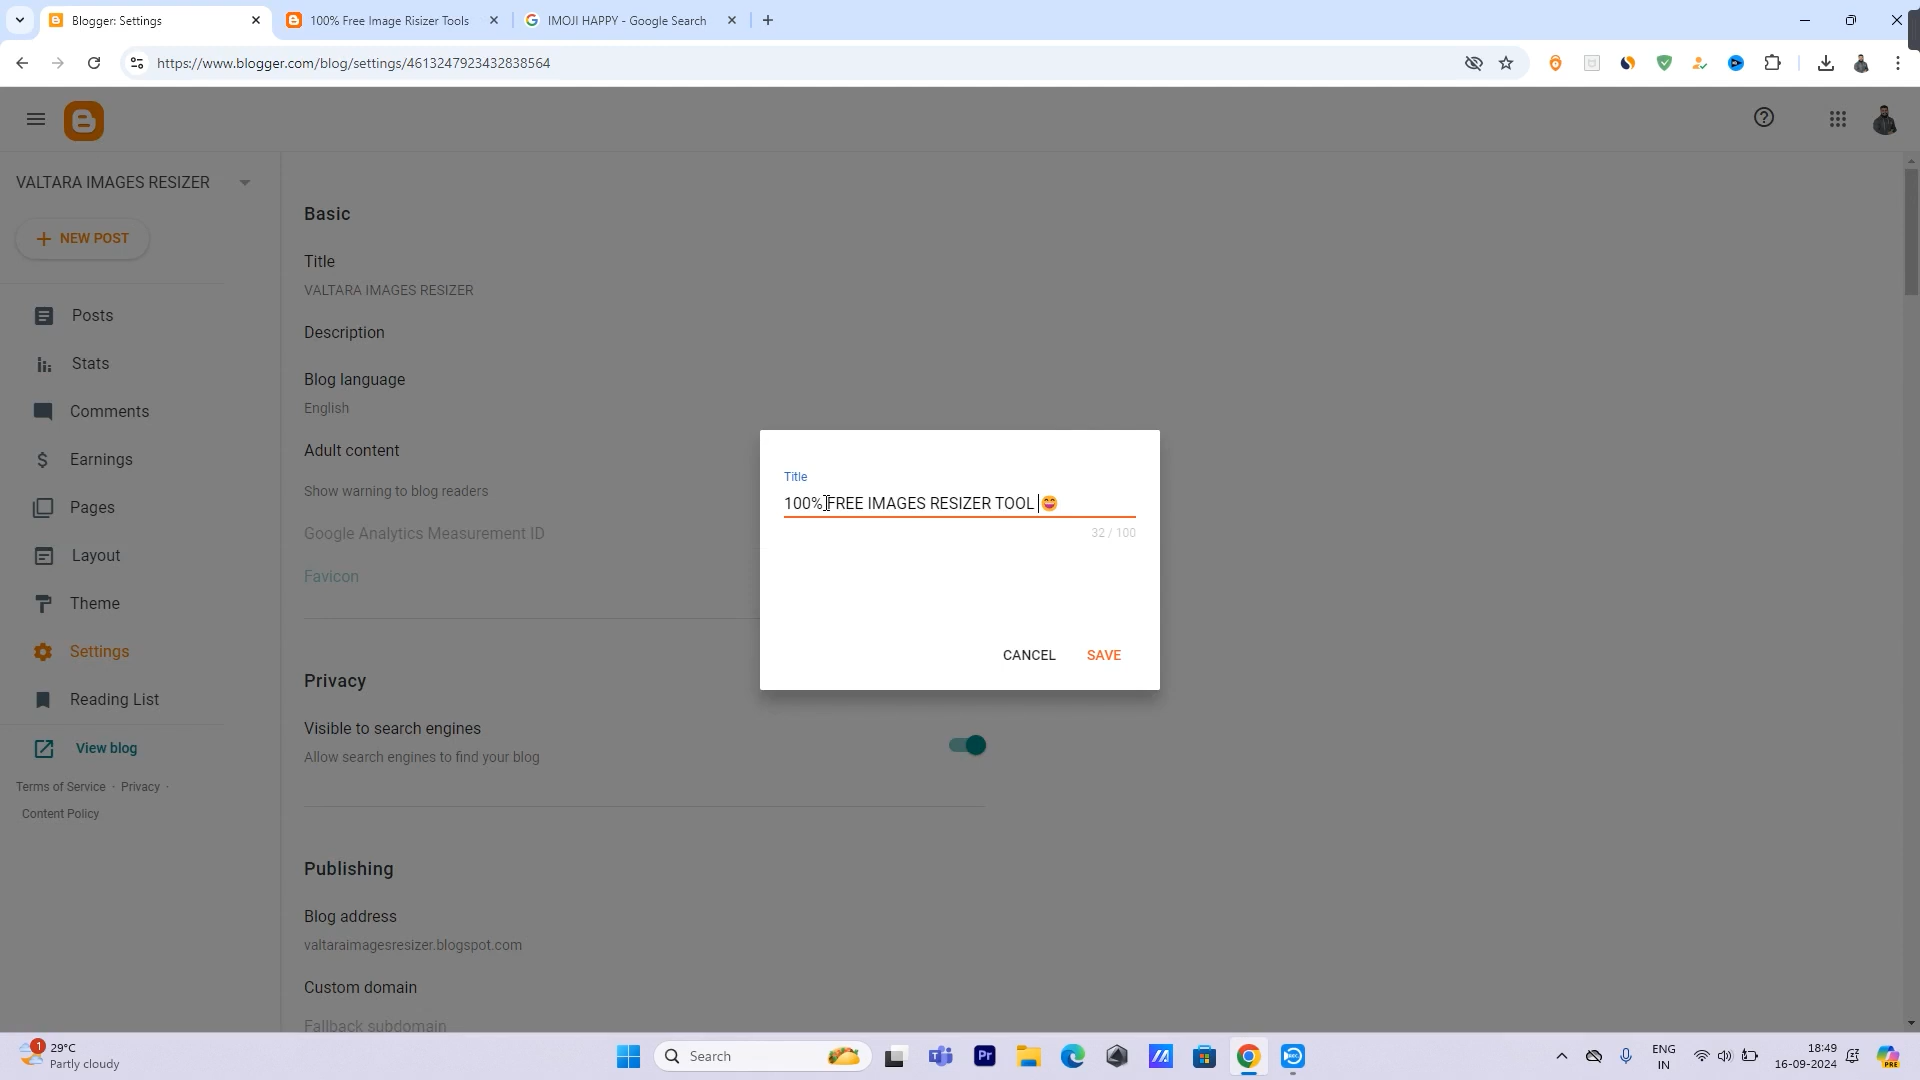 Blogger: Settings
100% Free Image Risizer Tools
IMOJI HAPPY - Google Search
https://www.blogger.com/blog/settings/4613247923432838564
VALTARA IMAGES RESIZER
NEW POST
Posts
Stats
Comments
Earnings
Pages
Layout
Theme
Settings
Reading List
View blog
Terms of Service · Privacy ·
Content Policy
Basic
Title
VALTARA IMAGES RESIZER
Description
Blog language
English
Adult content
Show warning to blog readers
Google Analytics Measurement ID
Favicon
Privacy
Visible to search engines
Allow search engines to find your blog
Publishing
Blog address
valtaraimagesresizer.blogspot.com
Custom domain
Fallback subdomain
Title
100% FREE IMAGES RESIZER TOOL 😄
32 / 100
CANCEL SAVE
1
29°C
Partly cloudy
Search
Pr
REC
ENG
IN
18:49
16-09-2024
PRE